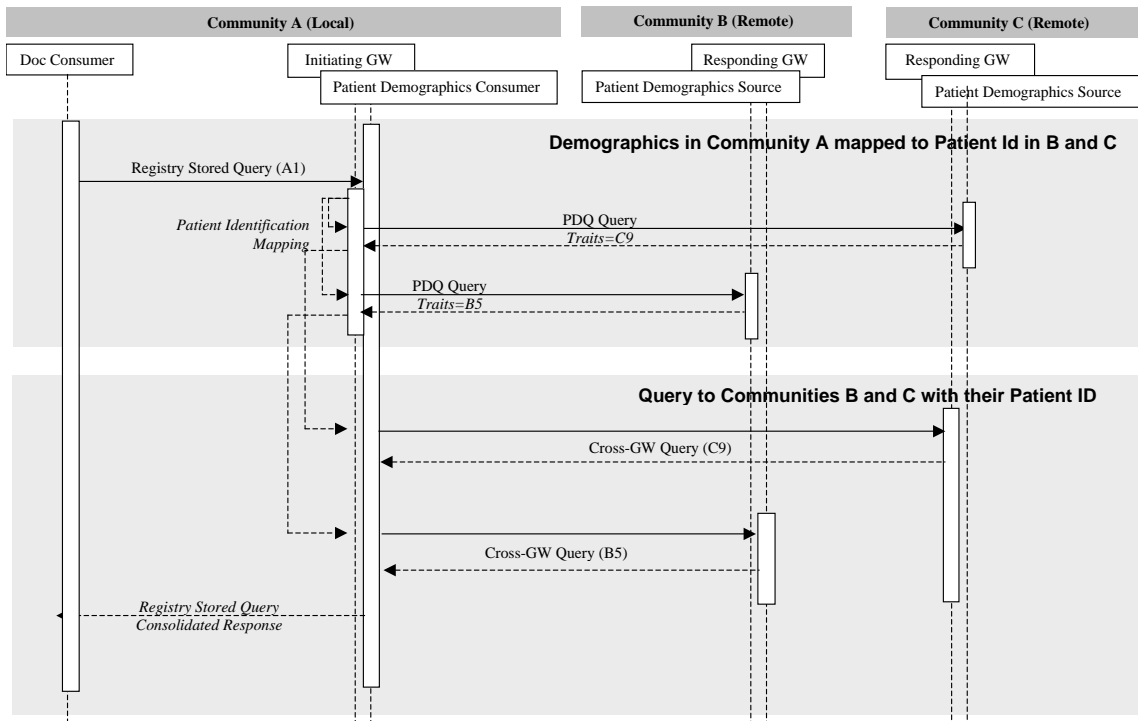 Community A (Local)
Community B (Remote)
Community C (Remote)
Doc Consumer
Initiating GW
Responding GW
Responding GW
Patient Demographics Consumer
Patient Demographics Source
Patient Demographics Source
Demographics in Community A mapped to Patient Id in B and C
Registry Stored Query (A1)
Patient Identification
Mapping
PDQ Query
Traits=C9
PDQ Query
Traits=B5
Query to Communities B and C with their Patient ID
Cross-GW Query (C9)
Cross-GW Query (B5)
Registry Stored Query
Consolidated Response